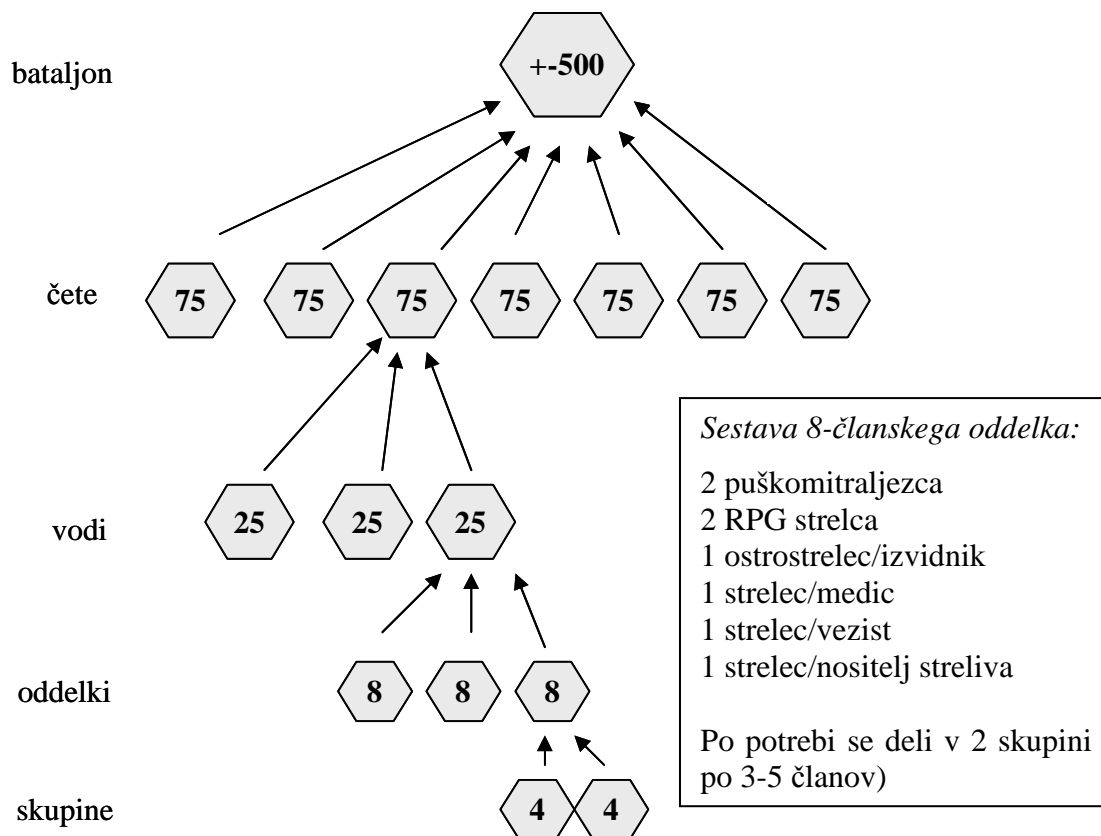 bataljon
+-500
čete
75 75 75 75 75 75 75
vodi
25 25 25
oddelki
8 8 8
skupine
4 4
Sestava 8-članskega oddelka:
2 puškomitraljezca
2 RPG strelca
1 ostrostrelec/izvidnik
1 strelec/medic
1 strelec/vezist
1 strelec/nositelj streliva
Po potrebi se deli v 2 skupini
po 3-5 članov)